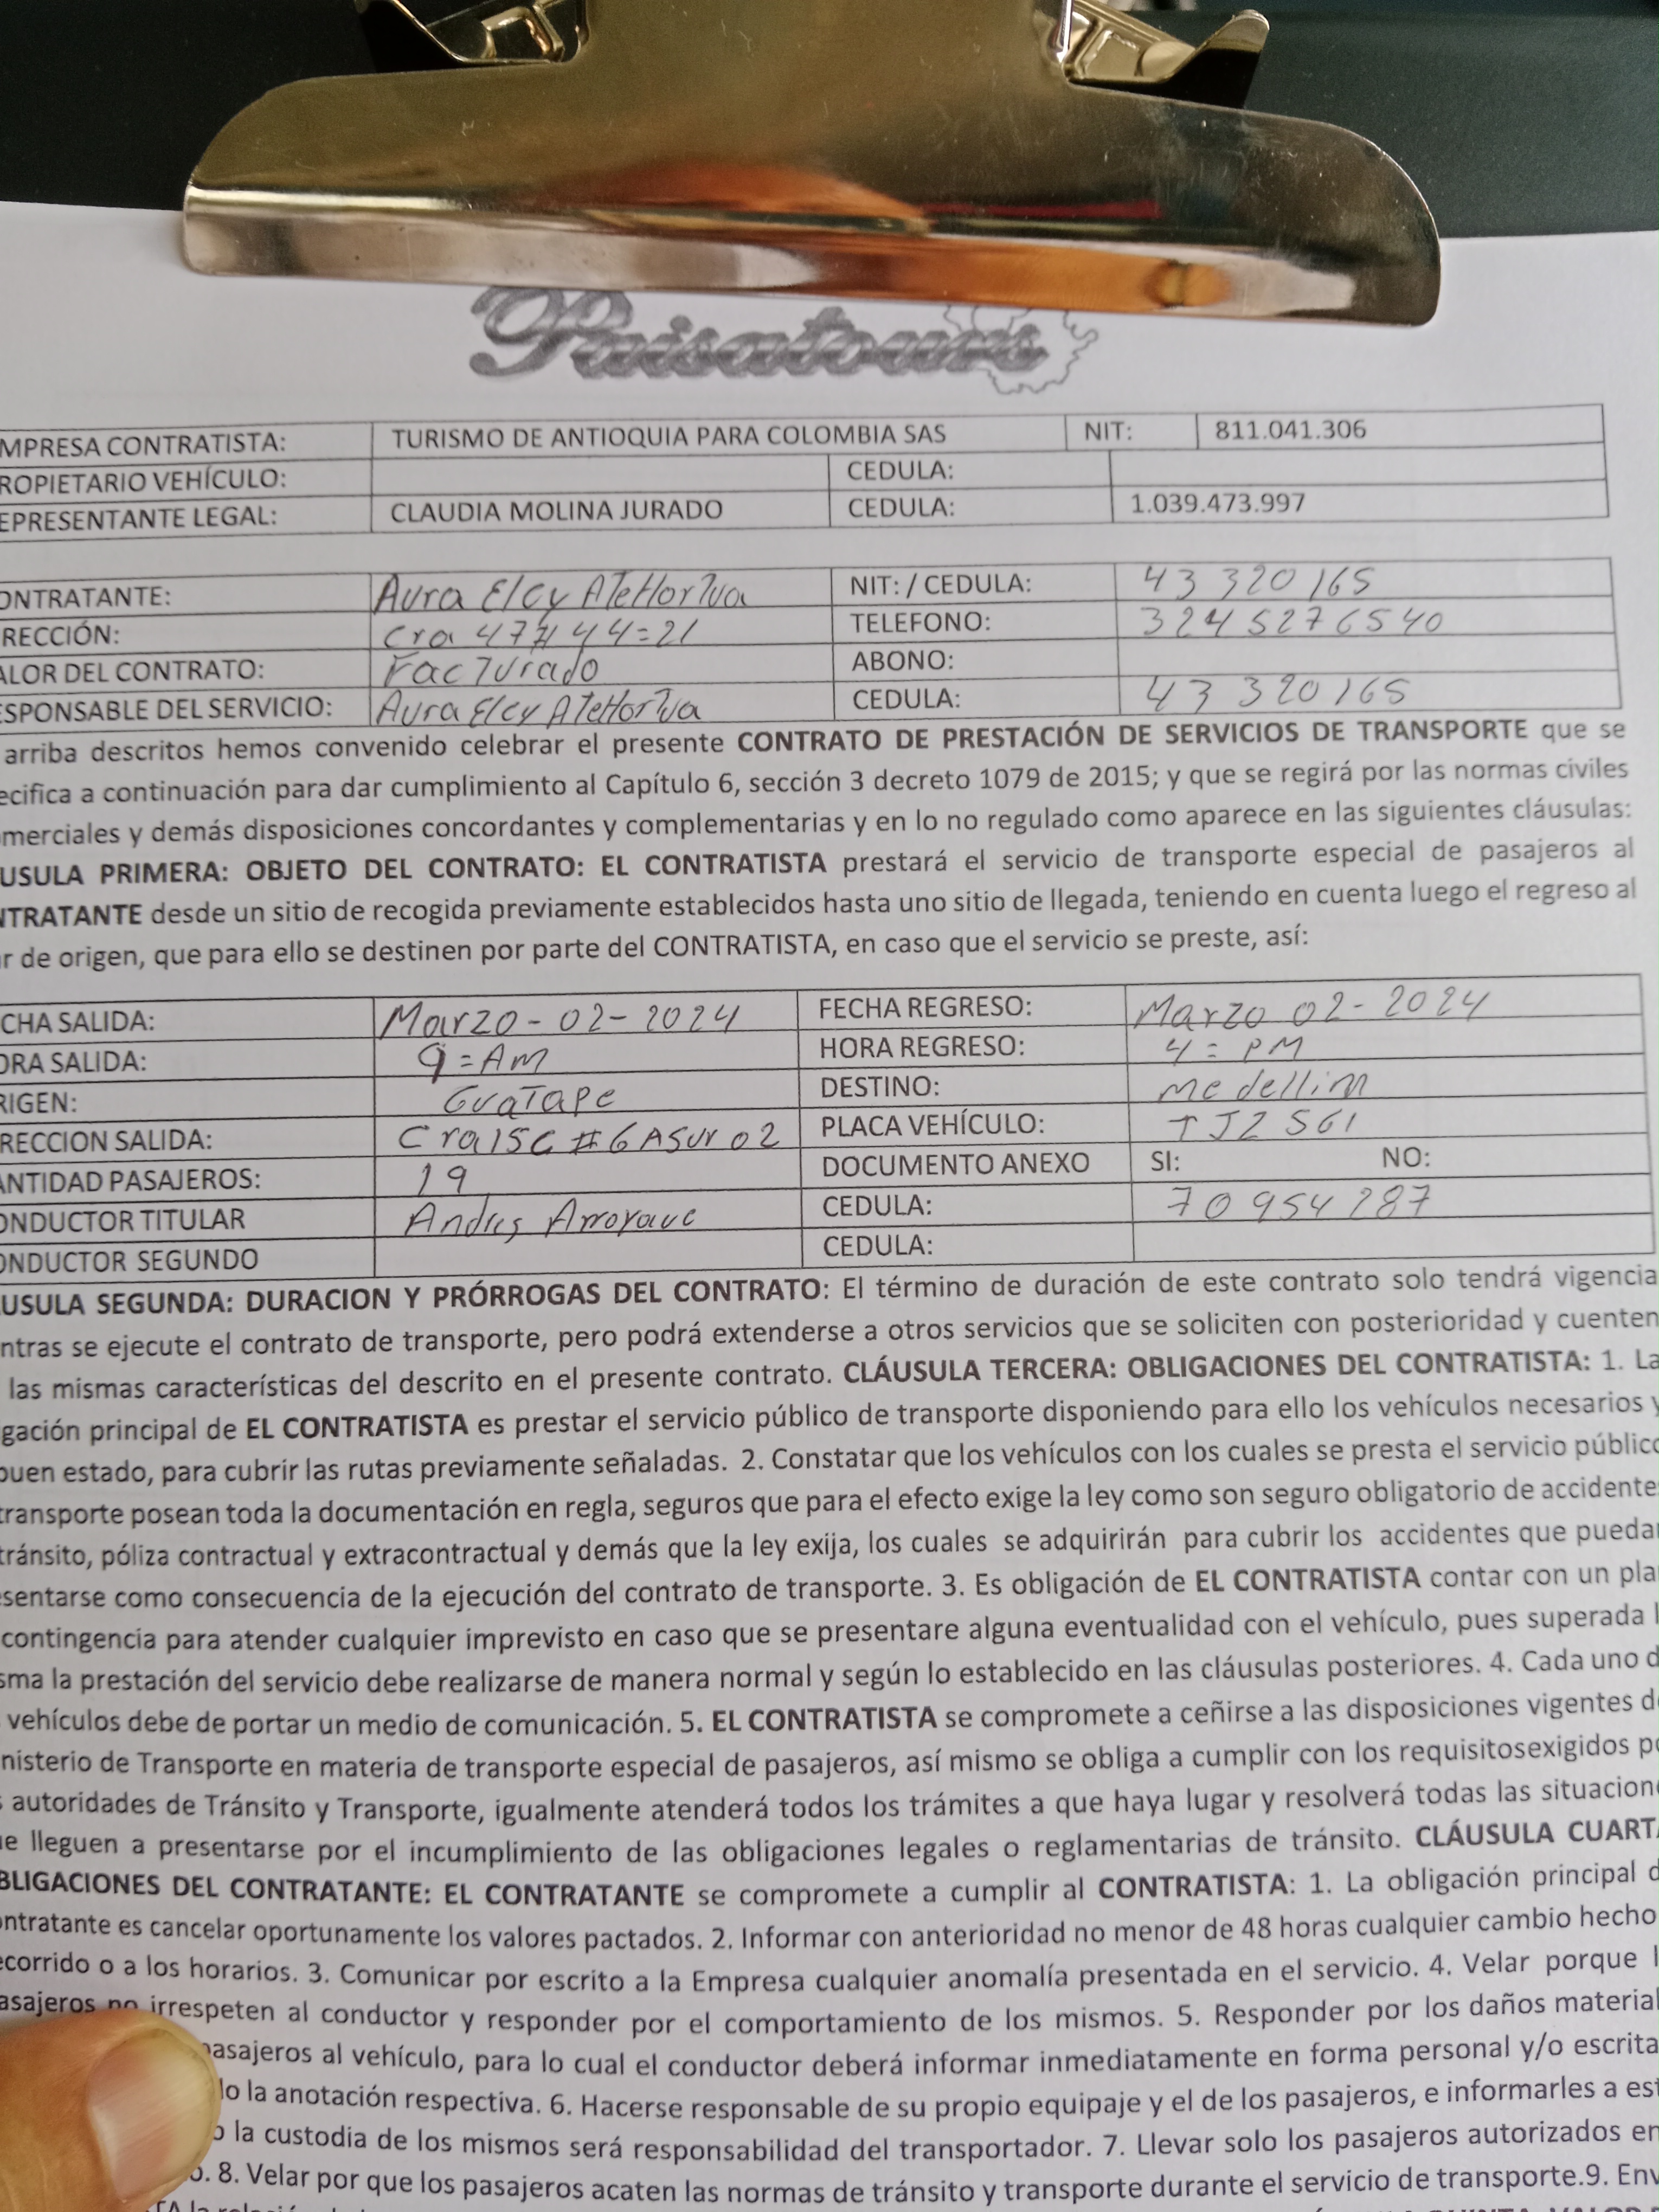 Paisatours
MPRESA CONTRATISTA: TURISMO DE ANTIOQUIA PARA COLOMBIA SAS NIT: 811.041.306
ROPIETARIO VEHÍCULO: CEDULA:
EPRESENTANTE LEGAL: CLAUDIA MOLINA JURADO CEDULA: 1.039.473.997
ONTRATANTE: Aura Elcy ATeHorTua NIT: / CEDULA: 43 320 165
RECCIÓN: Cra 47# 44=21 TELEFONO: 3245276540
ALOR DEL CONTRATO: FacTurado ABONO:
ESPONSABLE DEL SERVICIO: Aura Elcy ATeHorTua CEDULA: 43 320165
arriba descritos hemos convenido celebrar el presente CONTRATO DE PRESTACIÓN DE SERVICIOS DE TRANSPORTE que se
ecifica a continuación para dar cumplimiento al Capítulo 6, sección 3 decreto 1079 de 2015; y que se regirá por las normas civiles
merciales y demás disposiciones concordantes y complementarias y en lo no regulado como aparece en las siguientes cláusulas:
USULA PRIMERA: OBJETO DEL CONTRATO: EL CONTRATISTA prestará el servicio de transporte especial de pasajeros al
NTRATANTE desde un sitio de recogida previamente establecidos hasta uno sitio de llegada, teniendo en cuenta luego el regreso al
r de origen, que para ello se destinen por parte del CONTRATISTA, en caso que el servicio se preste, así:
CHA SALIDA: Marzo-02-2024 FECHA REGRESO: Marzo 02-2024
ORA SALIDA: 9=AM HORA REGRESO: 4=PM
RIGEN: GuaTape DESTINO: medellin
RECCION SALIDA: Cra15C #6ASur 02 PLACA VEHÍCULO: TJZ561
ANTIDAD PASAJEROS: 19 DOCUMENTO ANEXO SI: NO:
ONDUCTOR TITULAR Andres Arroyave CEDULA: 70954287
ONDUCTOR SEGUNDO CEDULA:
USULA SEGUNDA: DURACION Y PRÓRROGAS DEL CONTRATO: El término de duración de este contrato solo tendrá vigencia
ntras se ejecute el contrato de transporte, pero podrá extenderse a otros servicios que se soliciten con posterioridad y cuenten
las mismas características del descrito en el presente contrato. CLÁUSULA TERCERA: OBLIGACIONES DEL CONTRATISTA: 1. La
gación principal de EL CONTRATISTA es prestar el servicio público de transporte disponiendo para ello los vehículos necesarios y
buen estado, para cubrir las rutas previamente señaladas. 2. Constatar que los vehículos con los cuales se presta el servicio público
transporte posean toda la documentación en regla, seguros que para el efecto exige la ley como son seguro obligatorio de accidente
tránsito, póliza contractual y extracontractual y demás que la ley exija, los cuales se adquirirán para cubrir los accidentes que pueda
esentarse como consecuencia de la ejecución del contrato de transporte. 3. Es obligación de EL CONTRATISTA contar con un pla
contingencia para atender cualquier imprevisto en caso que se presentare alguna eventualidad con el vehículo, pues superada l
sma la prestación del servicio debe realizarse de manera normal y según lo establecido en las cláusulas posteriores. 4. Cada uno d
vehículos debe de portar un medio de comunicación. 5. EL CONTRATISTA se compromete a ceñirse a las disposiciones vigentes d
nisterio de Transporte en materia de transporte especial de pasajeros, así mismo se obliga a cumplir con los requisitosexigidos po
s autoridades de Tránsito y Transporte, igualmente atenderá todos los trámites a que haya lugar y resolverá todas las situacion
ue lleguen a presentarse por el incumplimiento de las obligaciones legales o reglamentarias de tránsito. CLÁUSULA CUARTA
BLIGACIONES DEL CONTRATANTE: EL CONTRATANTE se compromete a cumplir al CONTRATISTA: 1. La obligación principal d
ontratante es cancelar oportunamente los valores pactados. 2. Informar con anterioridad no menor de 48 horas cualquier cambio hecho
ecorrido o a los horarios. 3. Comunicar por escrito a la Empresa cualquier anomalía presentada en el servicio. 4. Velar porque l
asajeros no irrespeten al conductor y responder por el comportamiento de los mismos. 5. Responder por los daños material
pasajeros al vehículo, para lo cual el conductor deberá informar inmediatamente en forma personal y/o escrita
lo la anotación respectiva. 6. Hacerse responsable de su propio equipaje y el de los pasajeros, e informarles a est
o la custodia de los mismos será responsabilidad del transportador. 7. Llevar solo los pasajeros autorizados en
o. 8. Velar por que los pasajeros acaten las normas de tránsito y transporte durante el servicio de transporte.9. Env